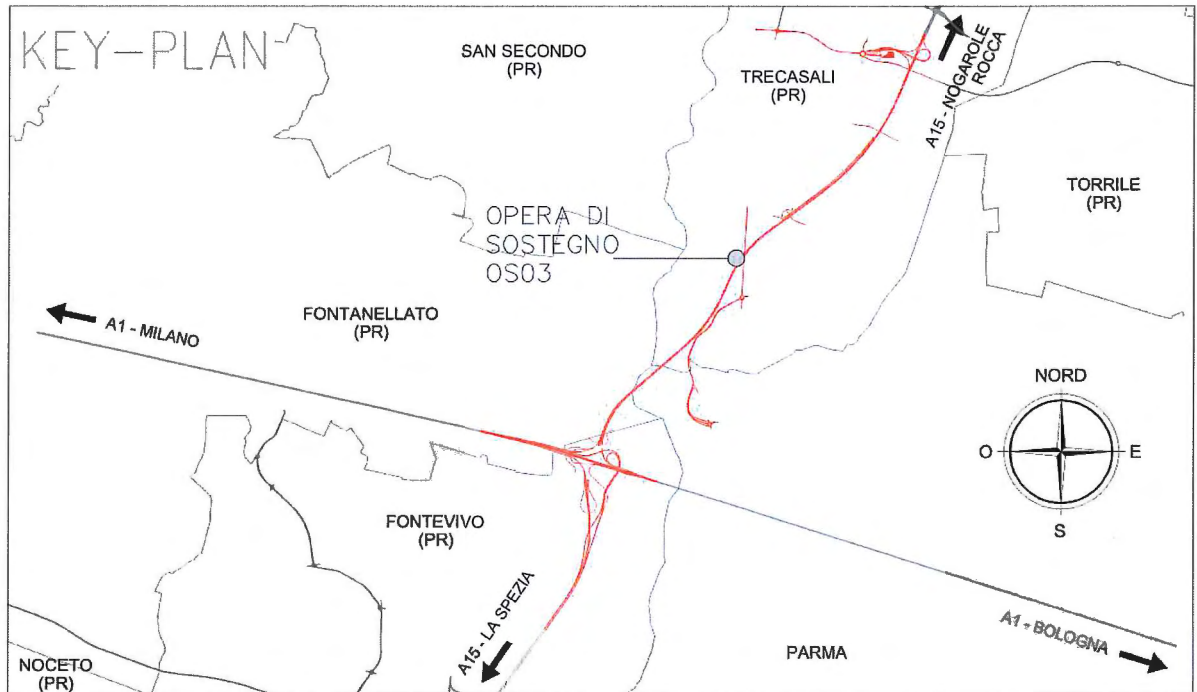 KEY-PLAN
SAN SECONDO
(PR)
TRECASALI
(PR)
A15 - NOGAROLE
ROCCA
TORRILE
(PR)
OPERA DI
SOSTEGNO
OS03
A1 - MILANO
FONTANELLATO
(PR)
NORD
O
E
S
FONTEVIVO
(PR)
A15 - LA SPEZIA
A1 - BOLOGNA
NOCETO
(PR)
PARMA